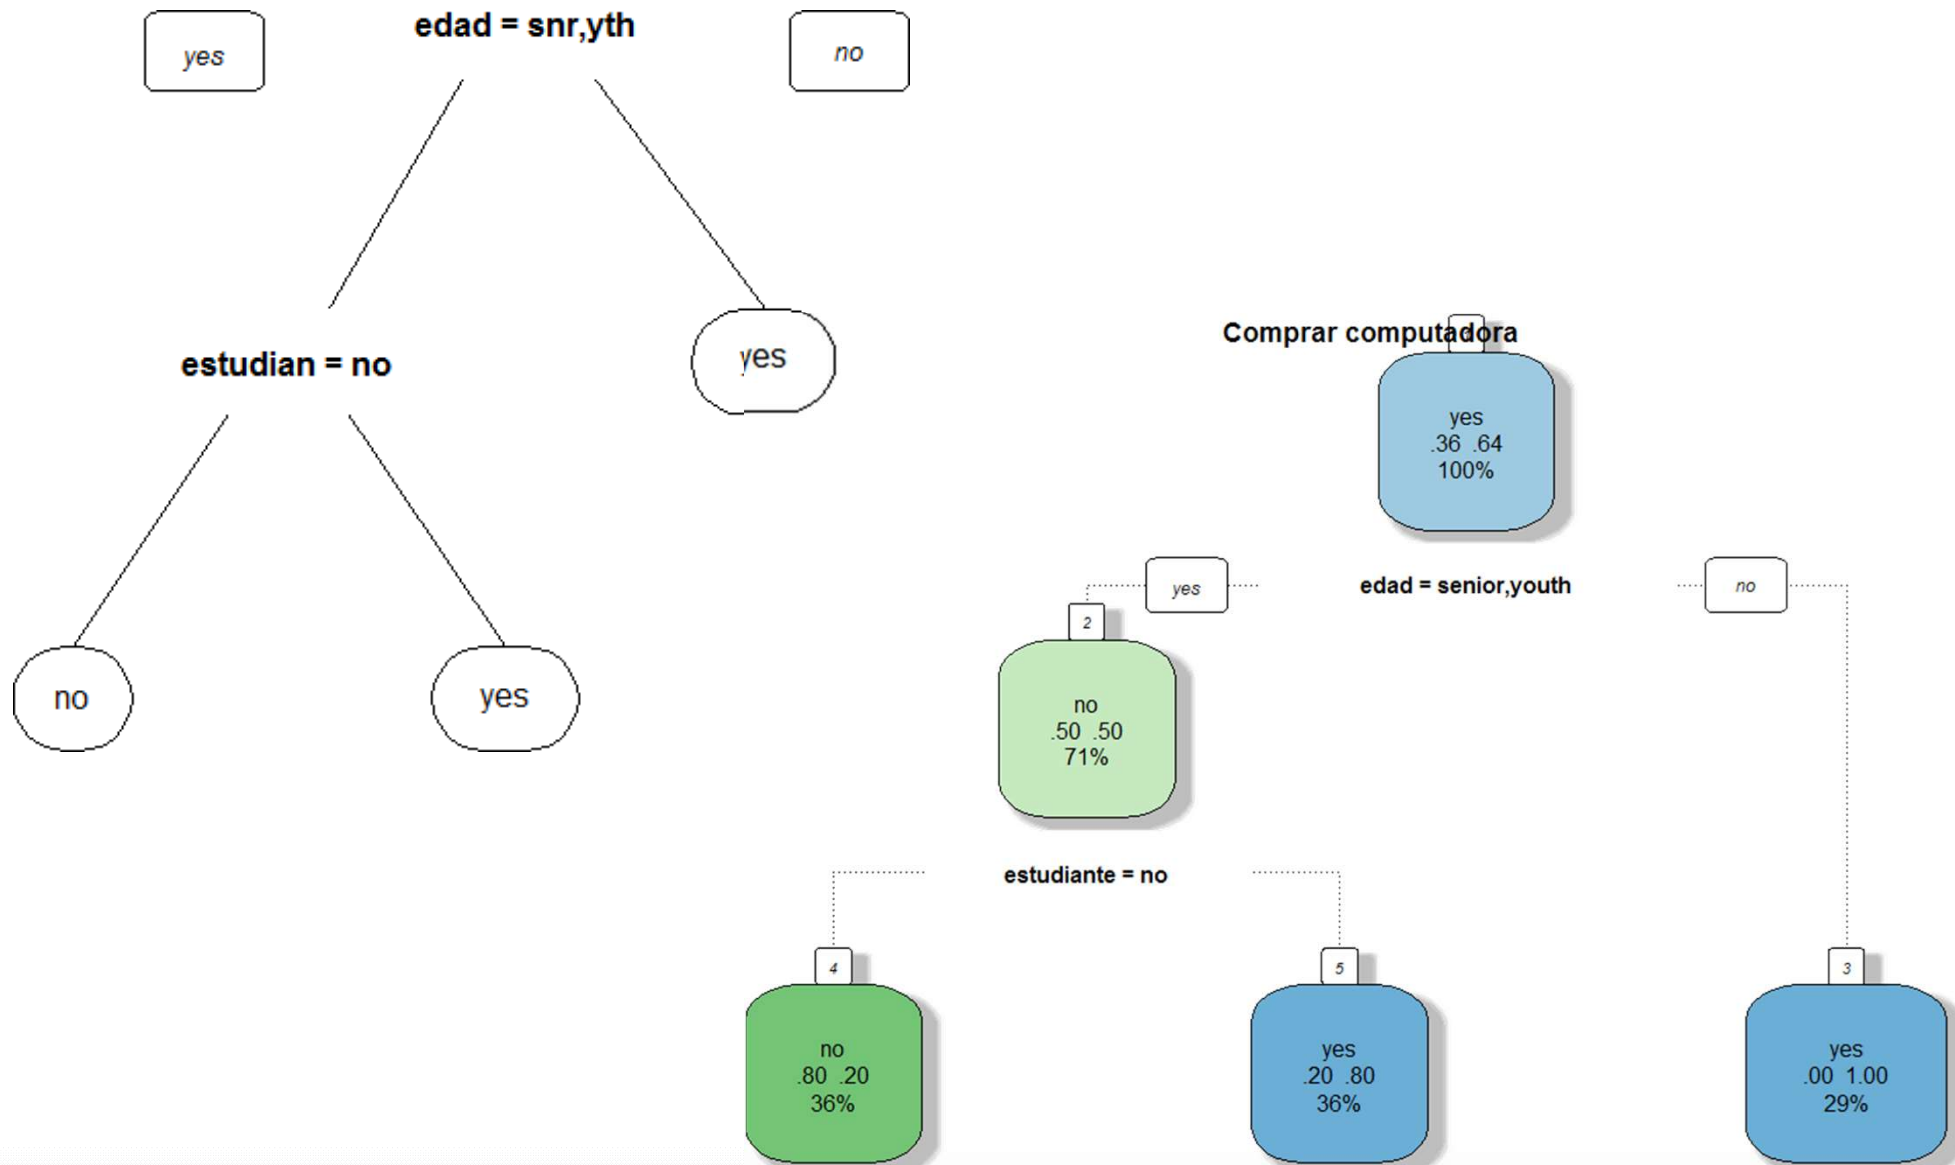 yes
edad = snr,yth
no
estudian = no
yes
no
yes
Comprar computadora
yes
.36 .64
100%
yes
edad = senior,youth
no
2
no
.50 .50
71%
estudiante = no
4
no
.80 .20
36%
5
yes
.20 .80
36%
3
yes
.00 1.00
29%